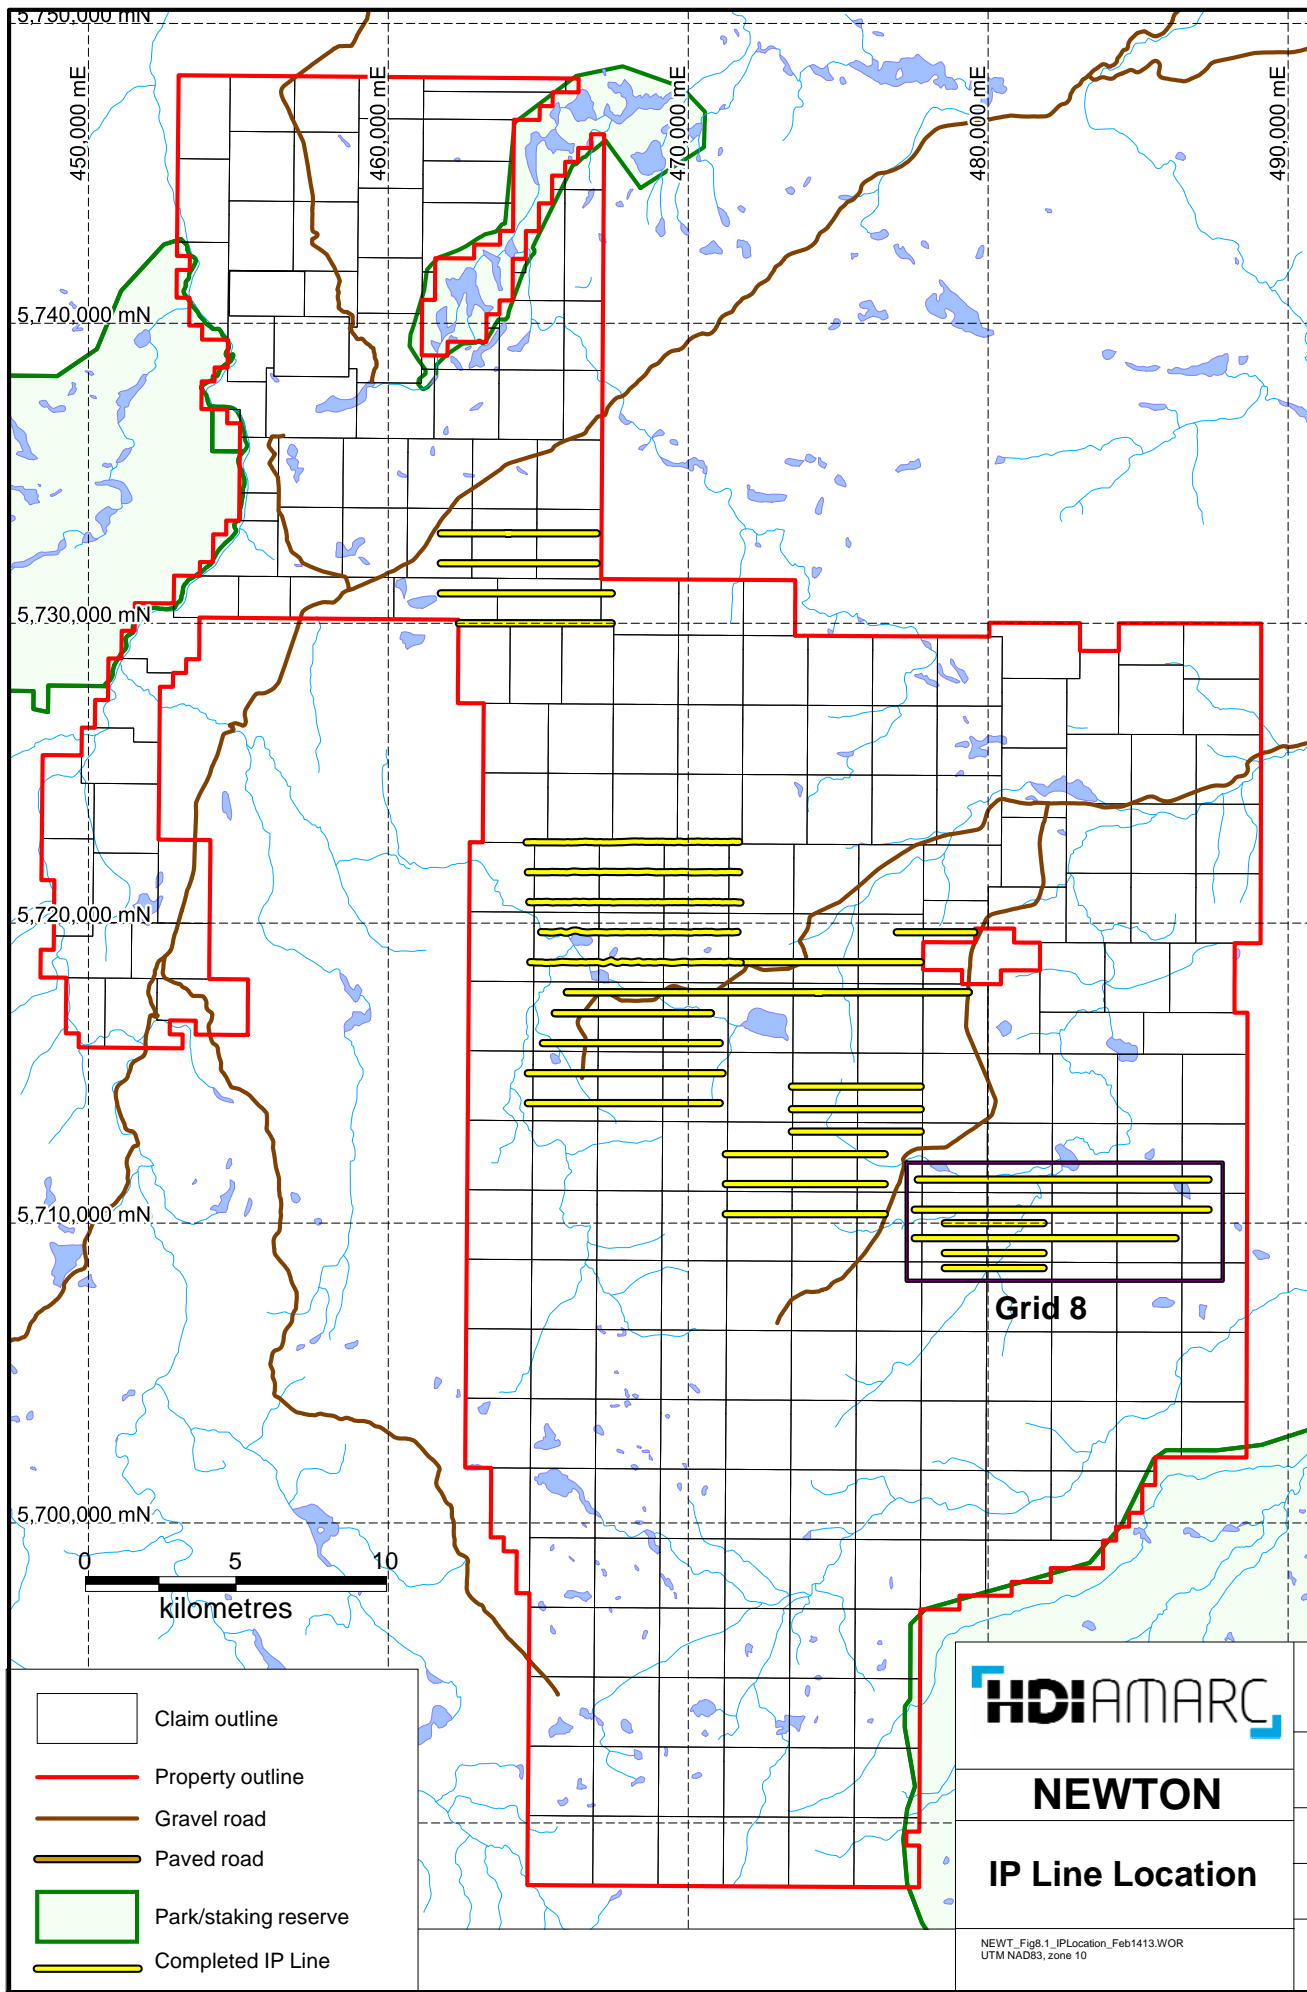 5,750,000 mN
450,000 mE
460,000 mE
470,000 mE
480,000 mE
490,000 mE
5,740,000 mN
5,730,000 mN
5,720,000 mN
5,710,000 mN
Grid 8
5,700,000 mN
0 5 10
kilometres
Claim outline
Property outline
Gravel road
Paved road
Park/staking reserve
Completed IP Line
HDI AMARC
NEWTON
IP Line Location
NEWT_Fig8.1_IPLocation_Feb1413.WOR
UTM NAD83, zone 10